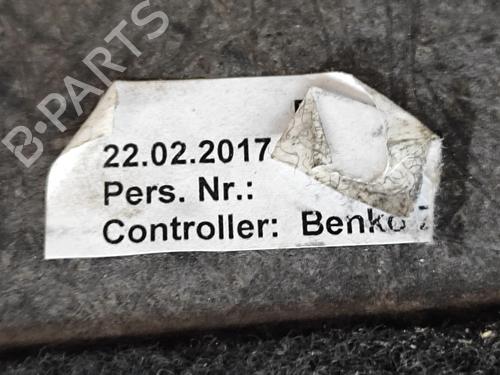 B-PARTS
22.02.2017
Pers. Nr.:
Controller: Benko